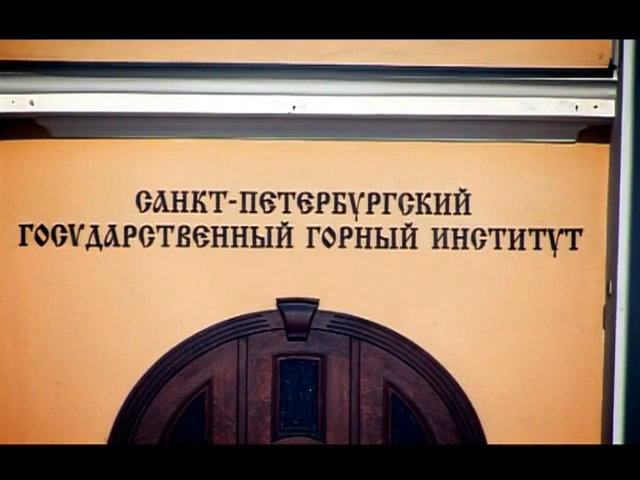 САНКТ-ПЕТЕРБУРГСКИЙ
ГОСУДАРСТВЕННЫЙ ГОРНЫЙ ИНСТИТУТ